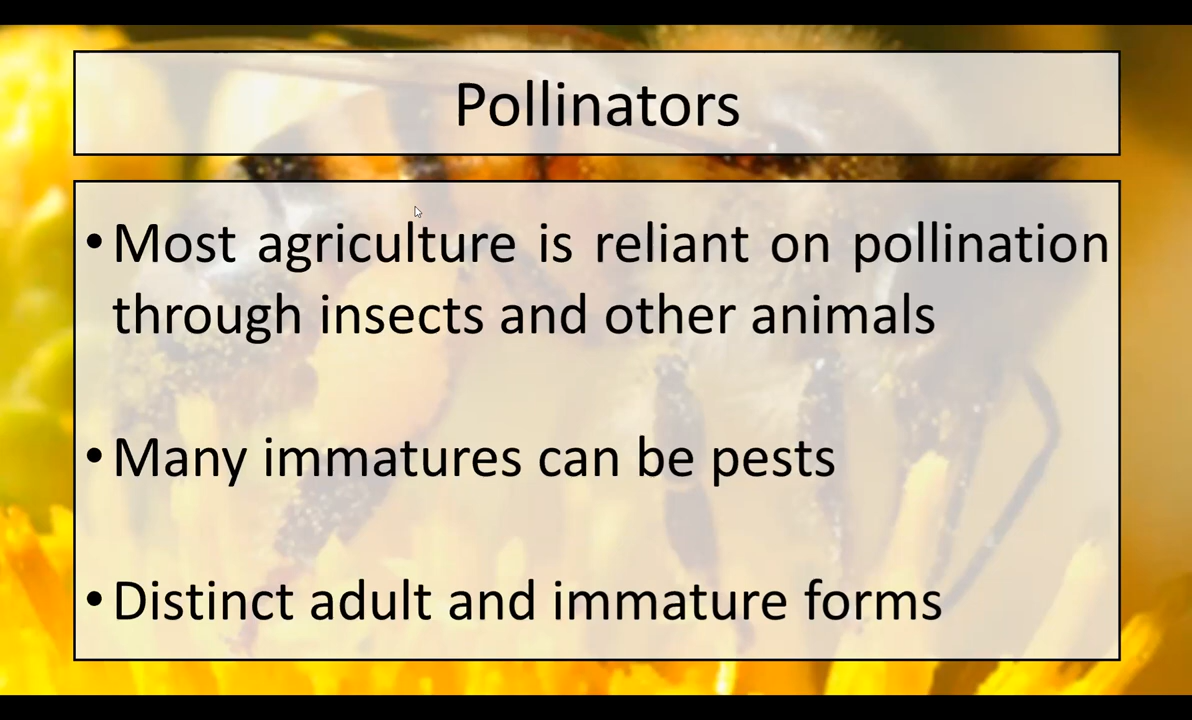 Pollinators
• Most agriculture is reliant on pollination
through insects and other animals
• Many immatures can be pests
• Distinct adult and immature forms